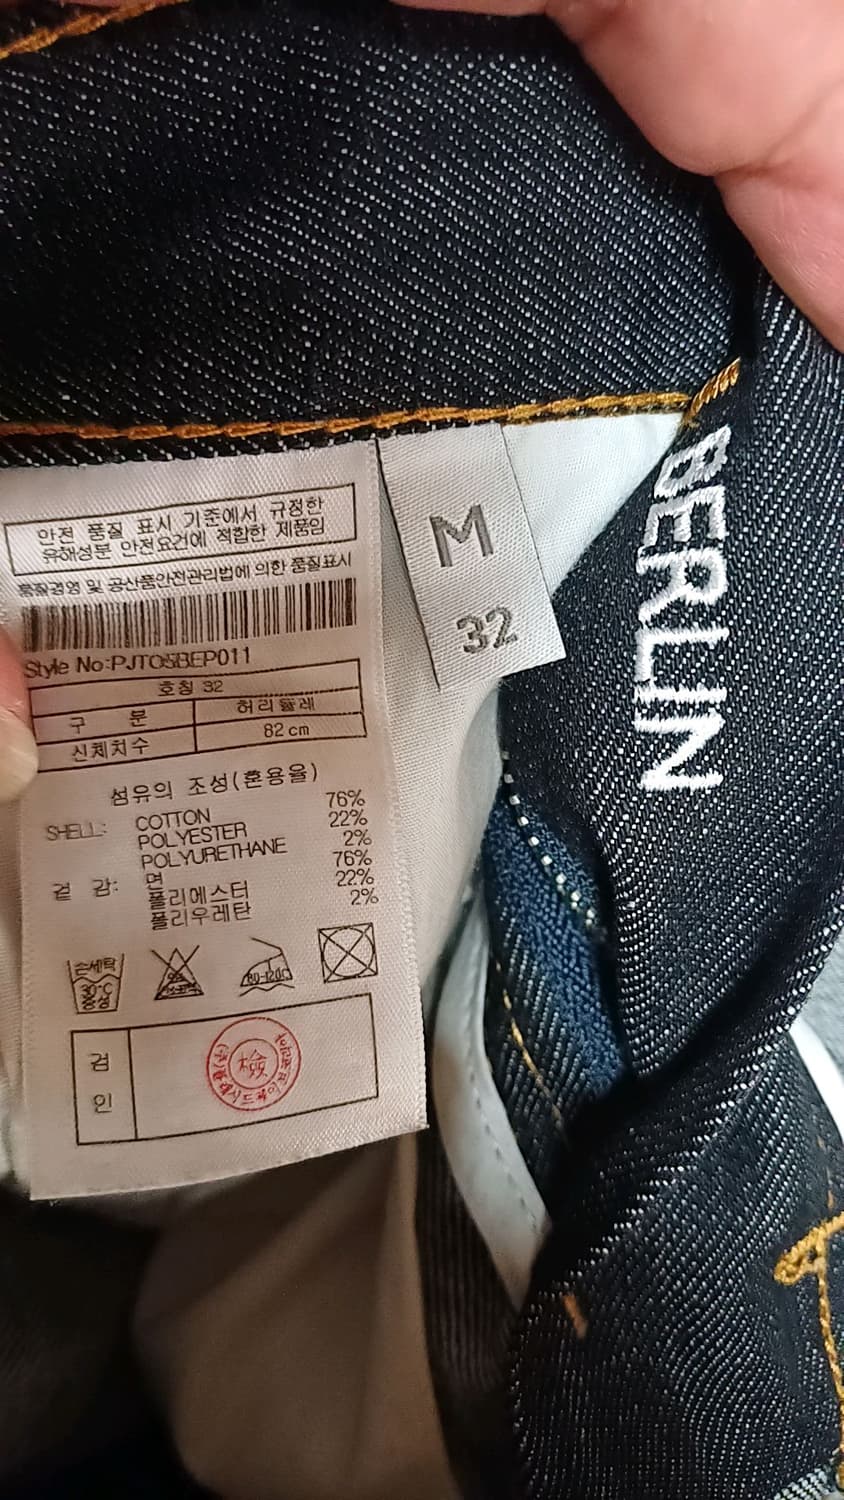 안전 품질 표시 기준에서 규정한
유해성분 안전요건에 적합한 제품임
품질경영 및 공산품안전관리법에 의한 품질표시
Style No:PJTO5BEP011
호칭 32
구 분 허리둘레
신체치수 82cm
섬유의 조성(혼용율)
SHELL: COTTON 76%
POLYESTER 22%
POLYURETHANE 2%
겉 감: 면 76%
폴리에스터 22%
폴리우레탄 2%
손세탁
30°C
중성
80-120C
검
인
檢
M
32
BERLIN